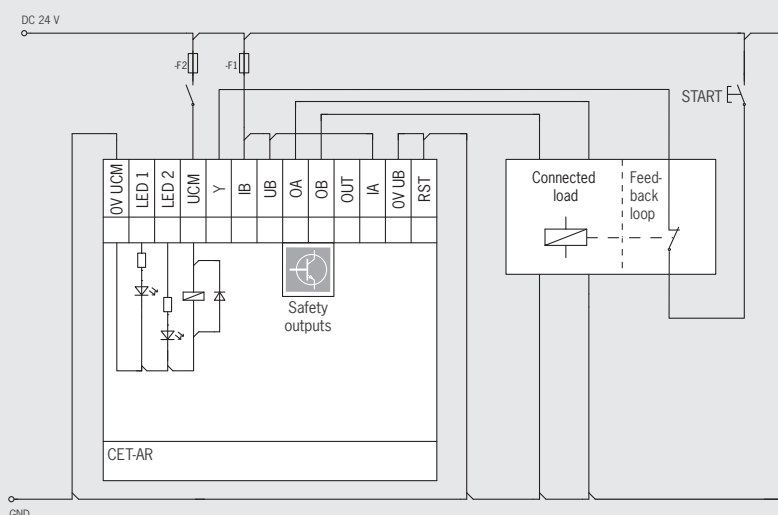 DC 24 V
-F2
-F1
START
0V UCM
LED 1
LED 2
UCM
Y
IB
UB
OA
OB
OUT
IA
0V UB
RST
Connected
load
Feed-
back
loop
Safety
outputs
CET-AR
GND